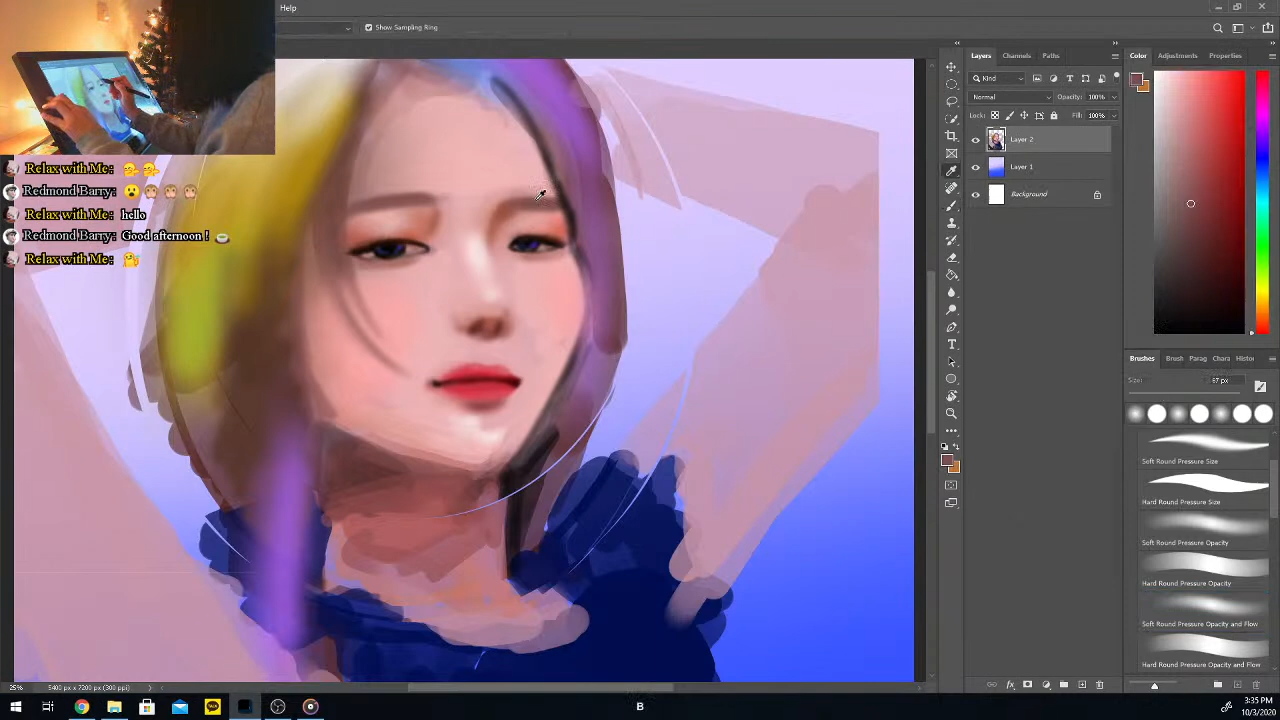 Help
Show Sampling Ring
Relax with Me:
Redmond Barry:
Relax with Me: hello
Redmond Barry: Good afternoon !
Relax with Me:
Layers Channels Paths
Kind
Normal Opacity: 100%
Lock: Fill: 100%
Layer 2
Layer 1
Background
Color Adjustments Properties
Brushes Brush Parag Chara Histor
Size: 87 px
Soft Round Pressure Size
Hard Round Pressure Size
Soft Round Pressure Opacity
Hard Round Pressure Opacity
Soft Round Pressure Opacity and Flow
Hard Round Pressure Opacity and Flow
25% 5400 px x 7200 px (300 ppi)
B
3:35 PM
10/3/2020